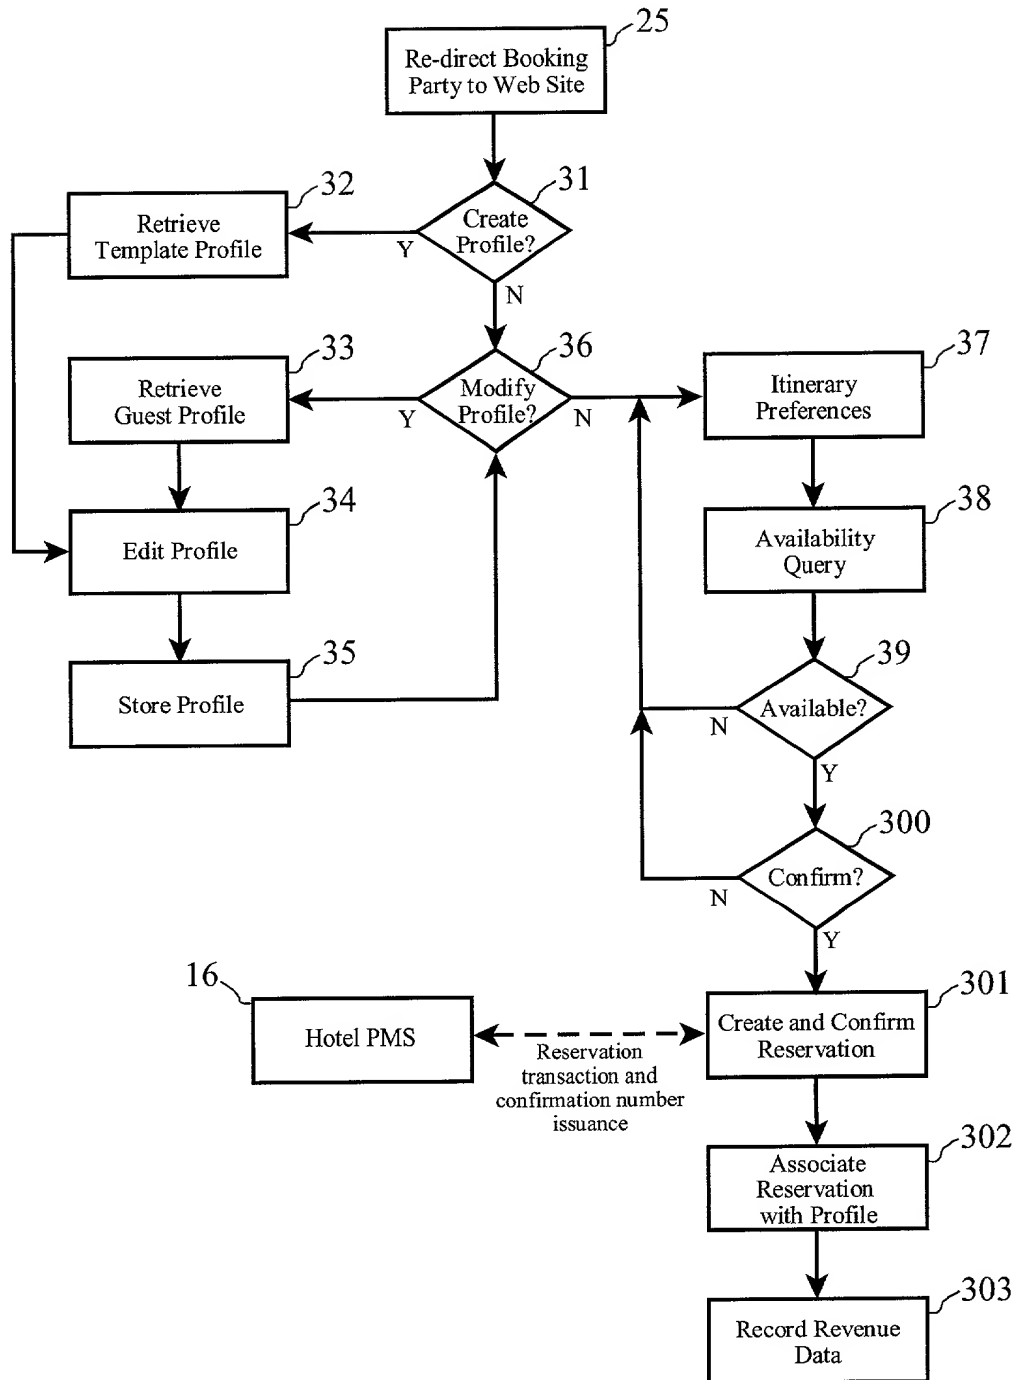 25
Re-direct Booking
Party to Web Site
31
Create
Profile?
Y
N
32
Retrieve
Template Profile
33
Retrieve
Guest Profile
36
Modify
Profile?
Y
N
37
Itinerary
Preferences
34
Edit Profile
38
Availability
Query
35
Store Profile
39
Available?
N
Y
300
Confirm?
N
Y
16
Hotel PMS
Reservation
transaction and
confirmation number
issuance
301
Create and Confirm
Reservation
302
Associate
Reservation
with Profile
303
Record Revenue
Data